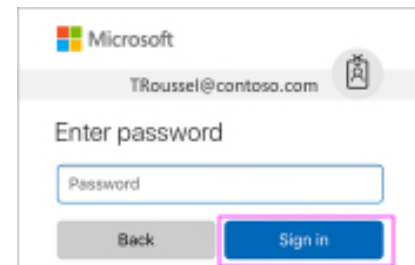 Microsoft
TRoussel@contoso.com
Enter password
Password
Back Sign in